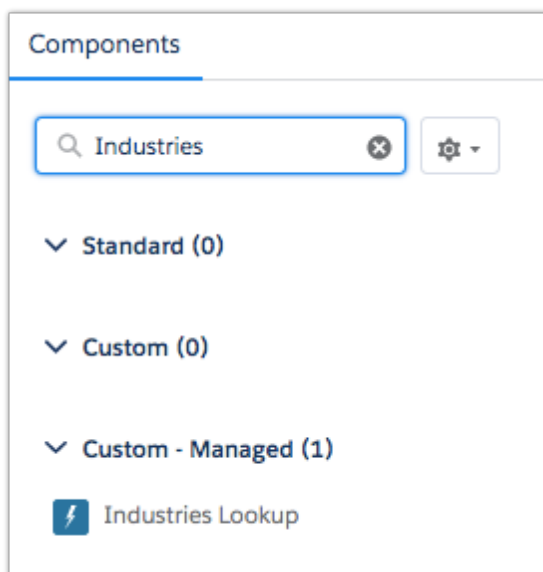 Components
Industries
Standard (0)
Custom (0)
Custom - Managed (1)
Industries Lookup